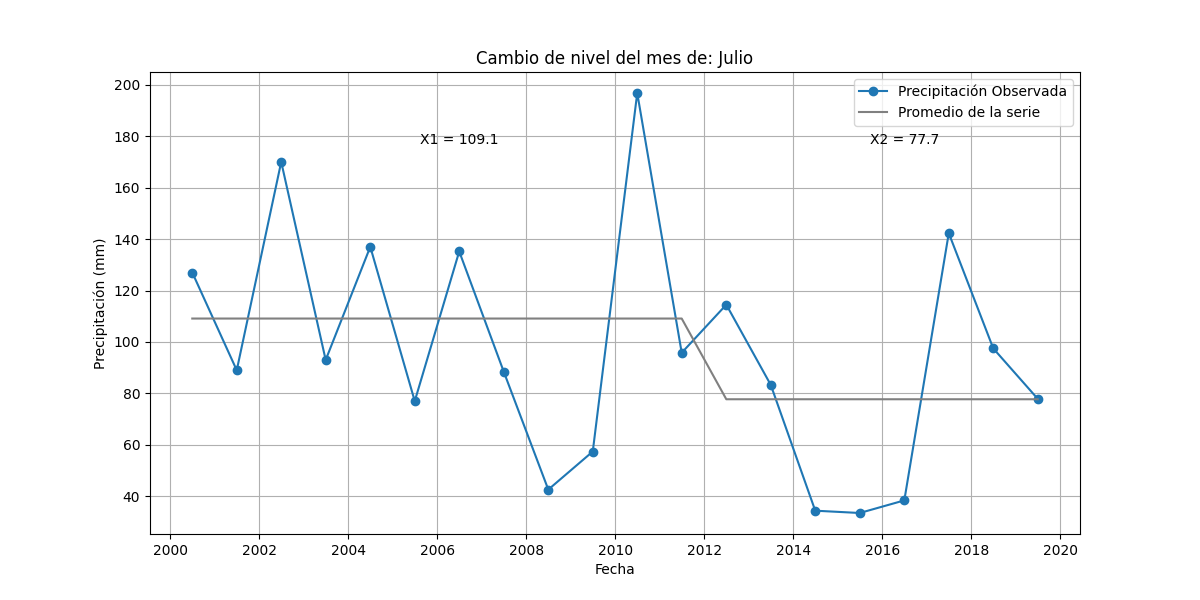 Cambio de nivel del mes de: Julio
Precipitación Observada
Promedio de la serie
X1 = 109.1
X2 = 77.7
Precipitación (mm)
200
180
160
140
120
100
80
60
40
2000 2002 2004 2006 2008 2010 2012 2014 2016 2018 2020
Fecha